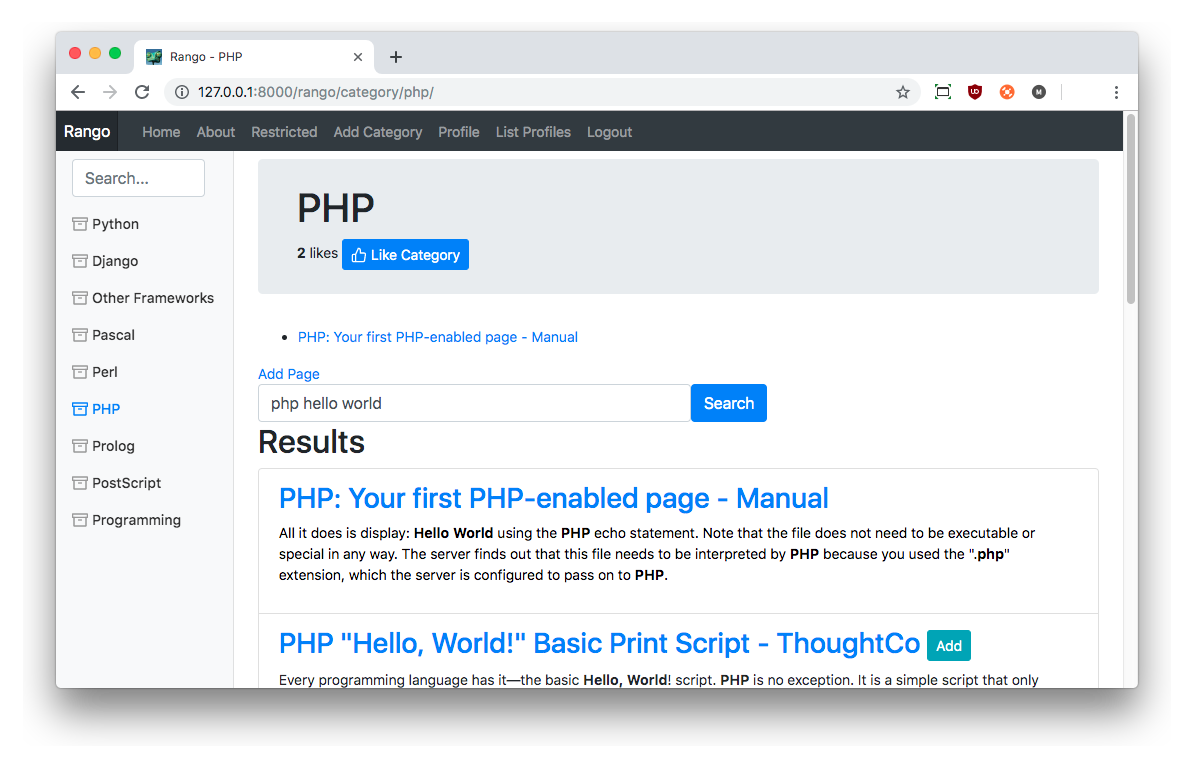 Rango - PHP
127.0.0.1:8000/rango/category/php/
UD
M
Rango Home About Restricted Add Category Profile List Profiles Logout
Search...
Python
Django
Other Frameworks
Pascal
Perl
PHP
Prolog
PostScript
Programming
PHP
2 likes Like Category
PHP: Your first PHP-enabled page - Manual
Add Page
php hello world Search
Results
PHP: Your first PHP-enabled page - Manual
All it does is display: Hello World using the PHP echo statement. Note that the file does not need to be executable or
special in any way. The server finds out that this file needs to be interpreted by PHP because you used the ".php"
extension, which the server is configured to pass on to PHP.
PHP "Hello, World!" Basic Print Script - ThoughtCo Add
Every programming language has it—the basic Hello, World! script. PHP is no exception. It is a simple script that only